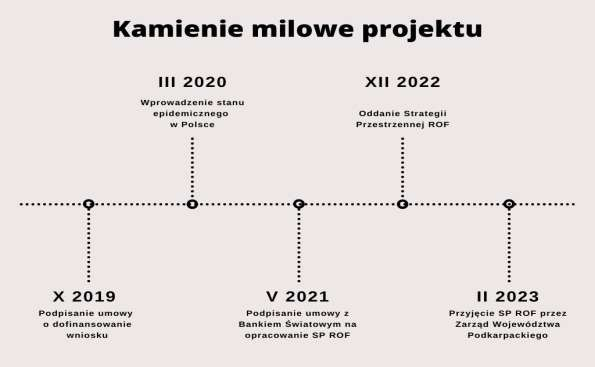 Kamienie milowe projektu
III 2020
Wprowadzenie stanu
epidemicznego
w Polsce
XII 2022
Oddanie Strategii
Przestrzennej ROF
X 2019
Podpisanie umowy
o dofinansowanie
wniosku
V 2021
Podpisanie umowy z
Bankiem Światowym na
opracowanie SP ROF
II 2023
Przyjęcie SP ROF przez
Zarząd Województwa
Podkarpackiego